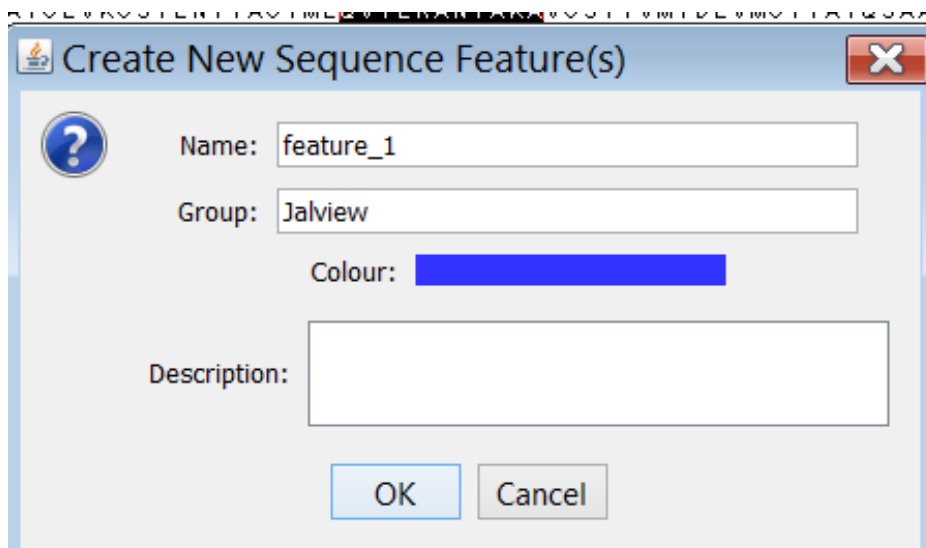 Create New Sequence Feature(s)
Name: feature_1
Group: Jalview
Colour:
Description:
OK Cancel